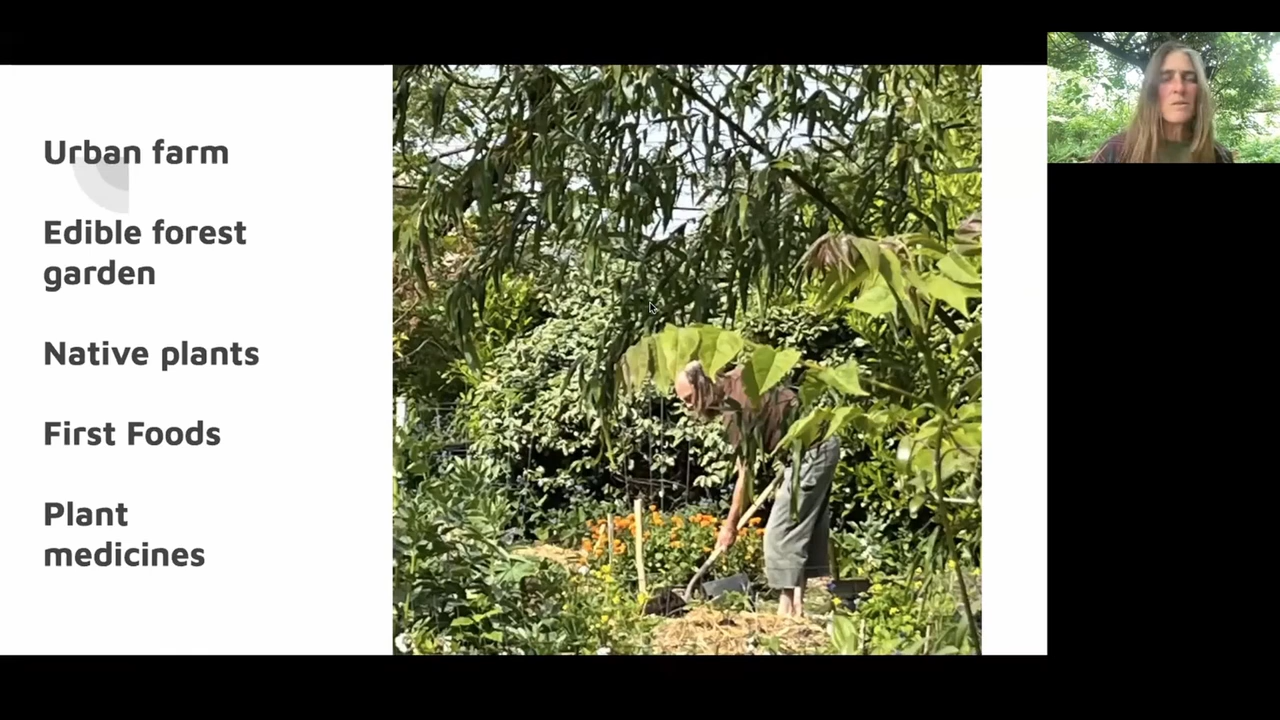 Urban farm
Edible forest
garden
Native plants
First Foods
Plant
medicines